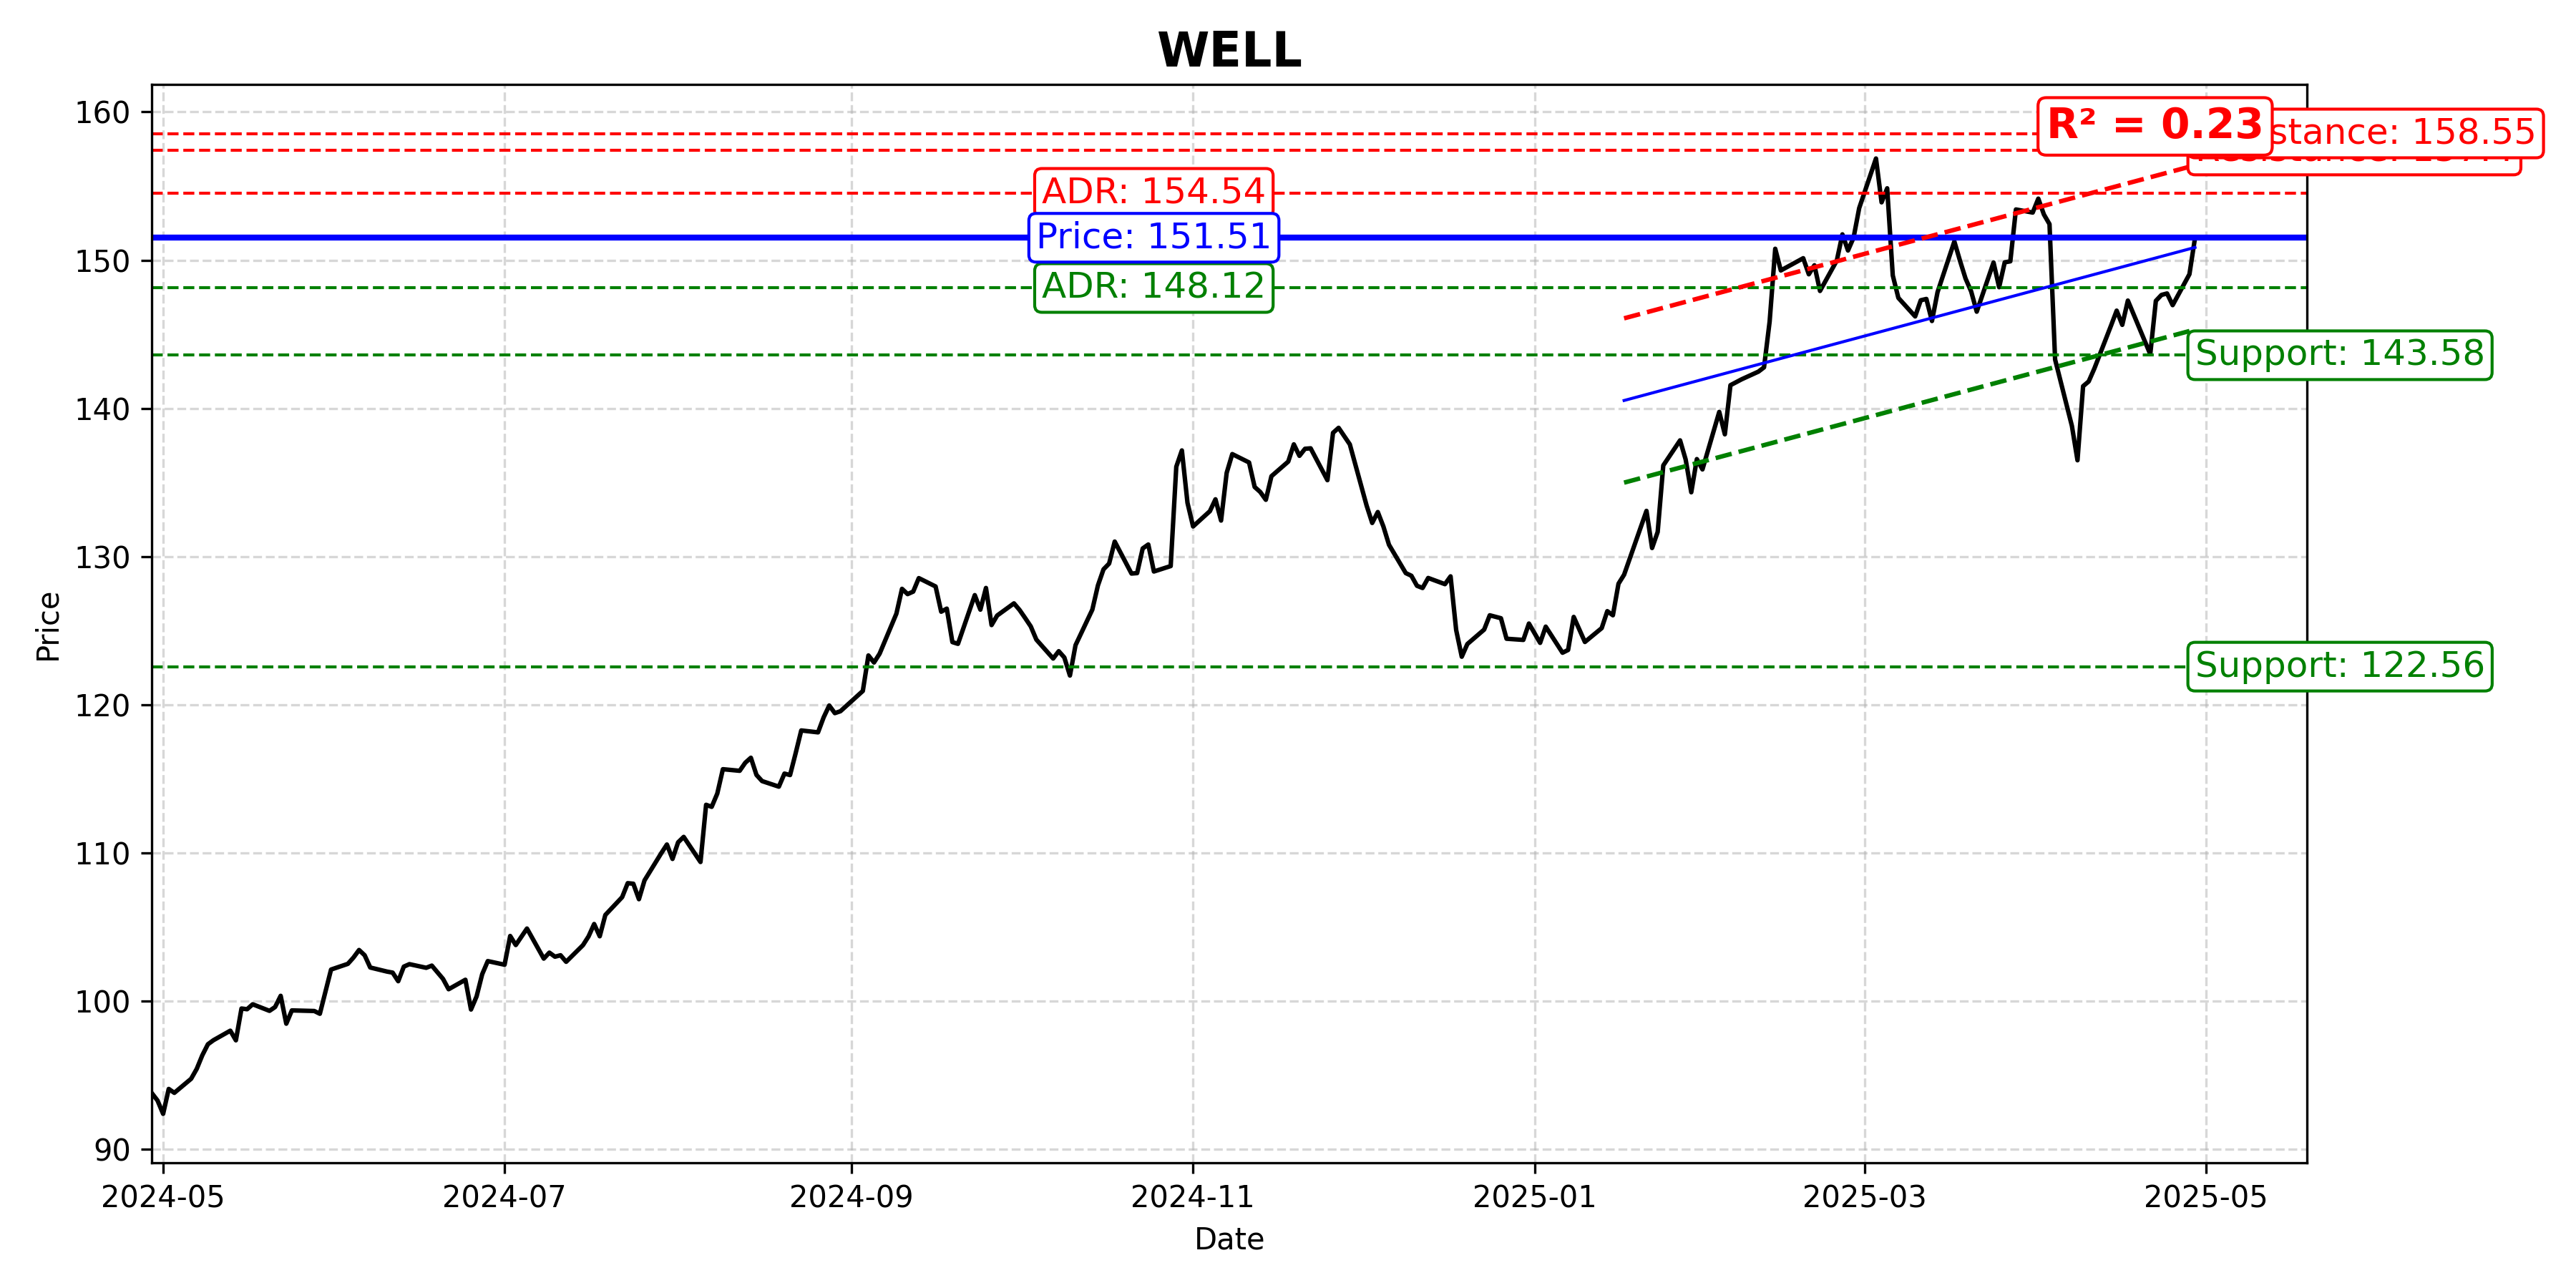 WELL
160
150
140
130
120
110
100
90
Price
R² = 0.23
stance: 158.55
ADR: 154.54
Price: 151.51
ADR: 148.12
Support: 143.58
Support: 122.56
2024-05
2024-07
2024-09
2024-11
2025-01
2025-03
2025-05
Date